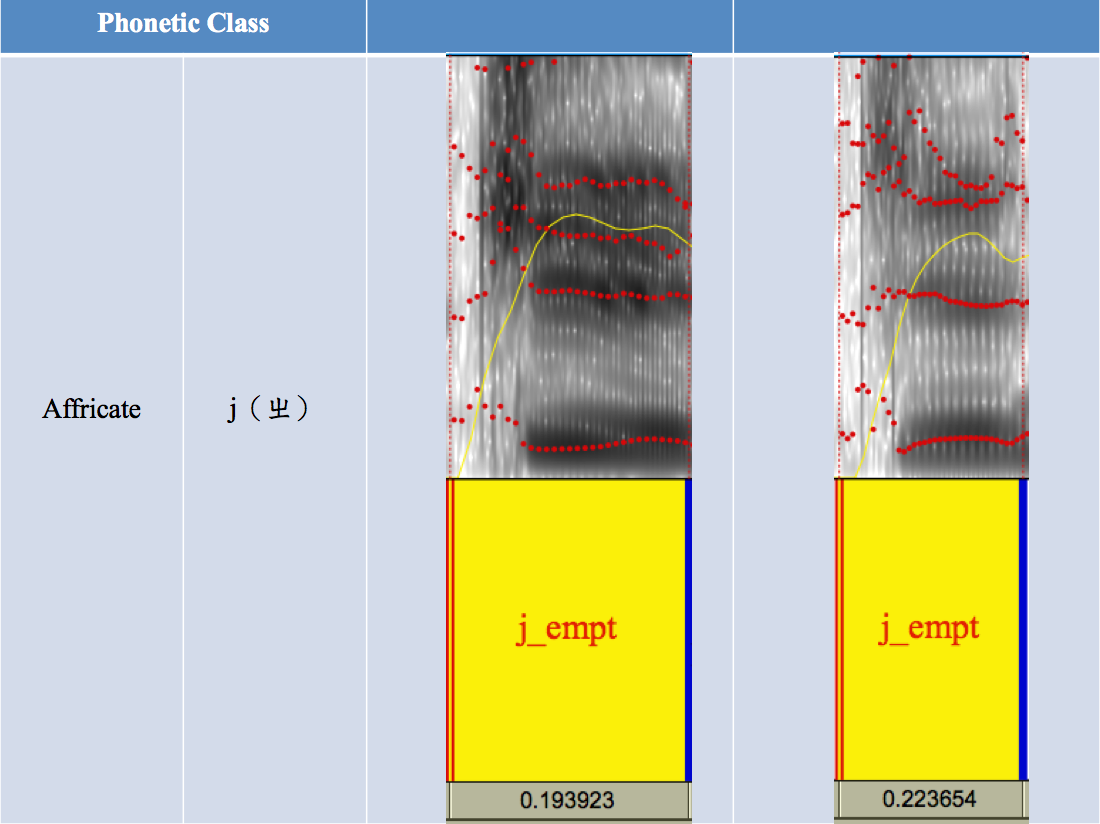 Phonetic Class
Affricate
j（ㄓ）
j_empt
j_empt
0.193923
0.223654